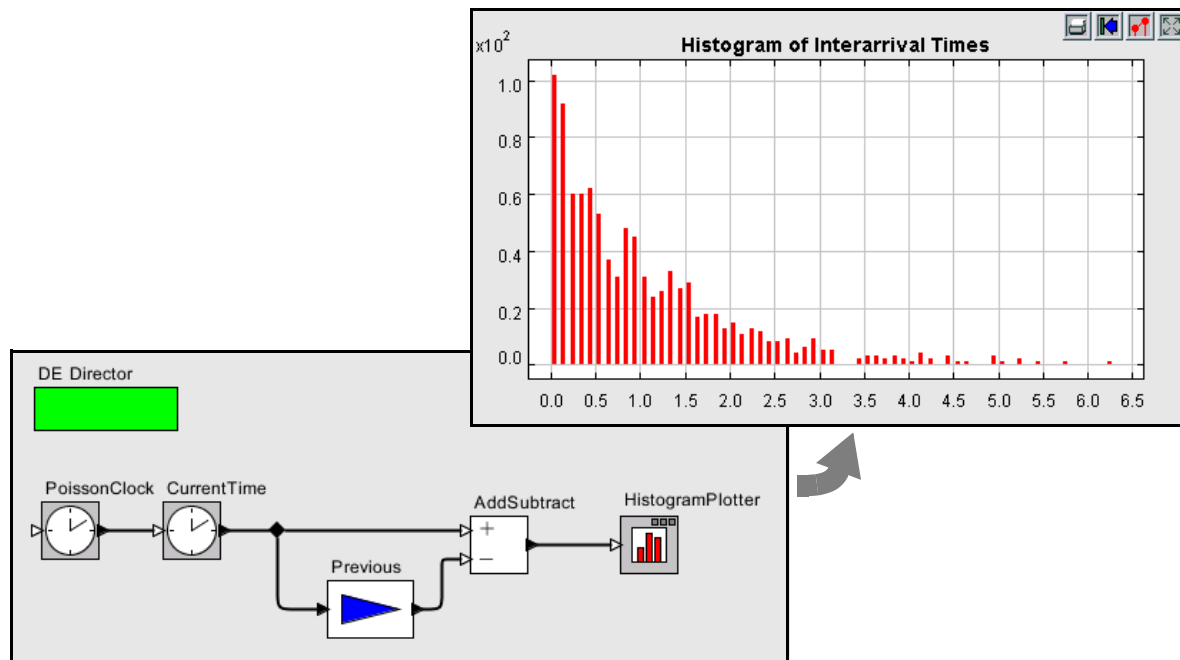 x10²
Histogram of Interarrival Times
1.0
0.8
0.6
0.4
0.2
0.0
0.0 0.5 1.0 1.5 2.0 2.5 3.0 3.5 4.0 4.5 5.0 5.5 6.0 6.5
DE Director
PoissonClock CurrentTime
AddSubtract
HistogramPlotter
+
−
Previous